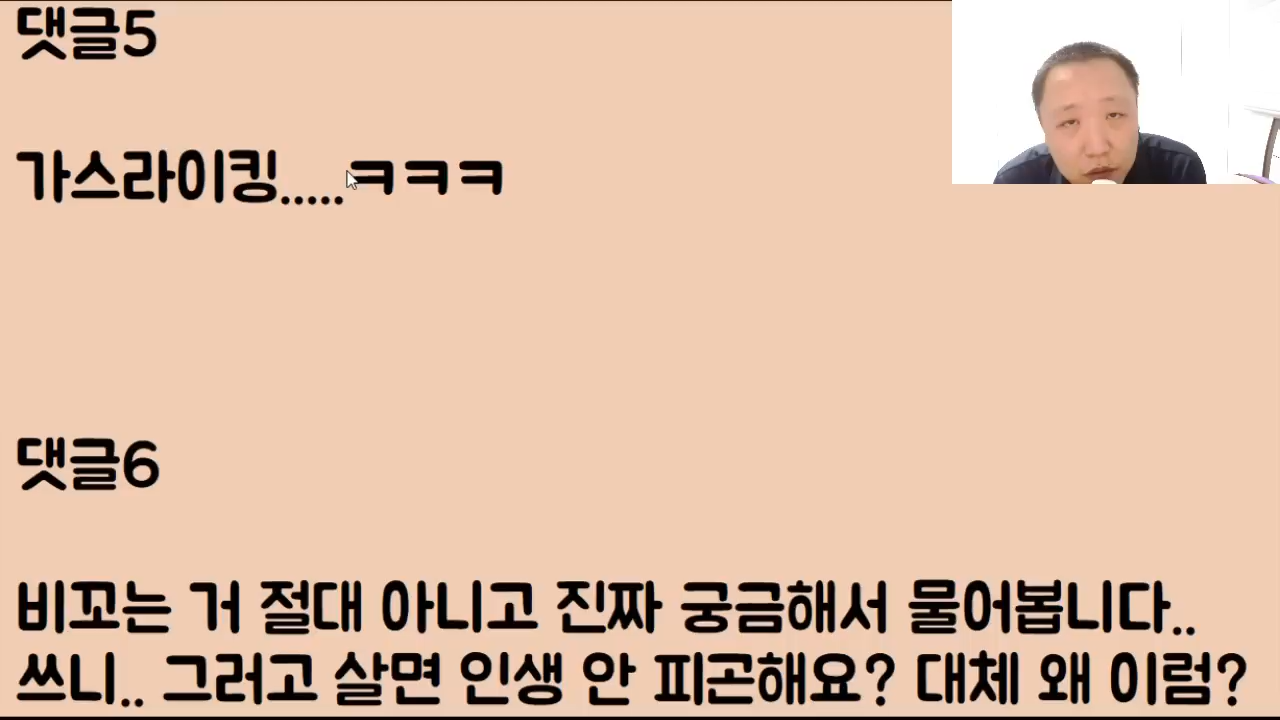 댓글5
가스라이킹.....ㅋㅋㅋ
댓글6
비꼬는 거 절대 아니고 진짜 궁금해서 물어봅니다..
쓰니.. 그러고 살면 인생 안 피곤해요? 대체 왜 이럼?